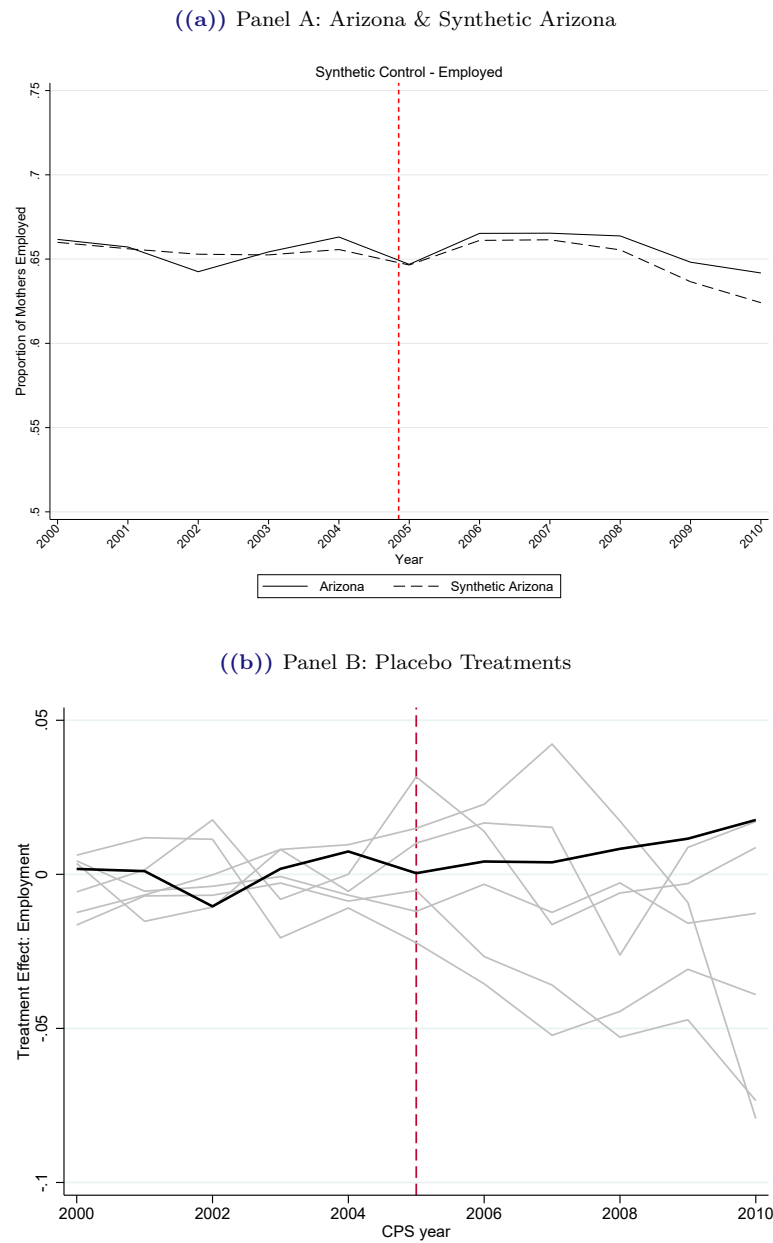 ((a)) Panel A: Arizona & Synthetic Arizona
Synthetic Control - Employed
Proportion of Mothers Employed
.75
.7
.65
.6
.55
.5
2000 2001 2002 2003 2004 2005 2006 2007 2008 2009 2010
Year
Arizona Synthetic Arizona
((b)) Panel B: Placebo Treatments
Treatment Effect: Employment
.05
0
-.05
-.1
2000 2002 2004 2006 2008 2010
CPS year